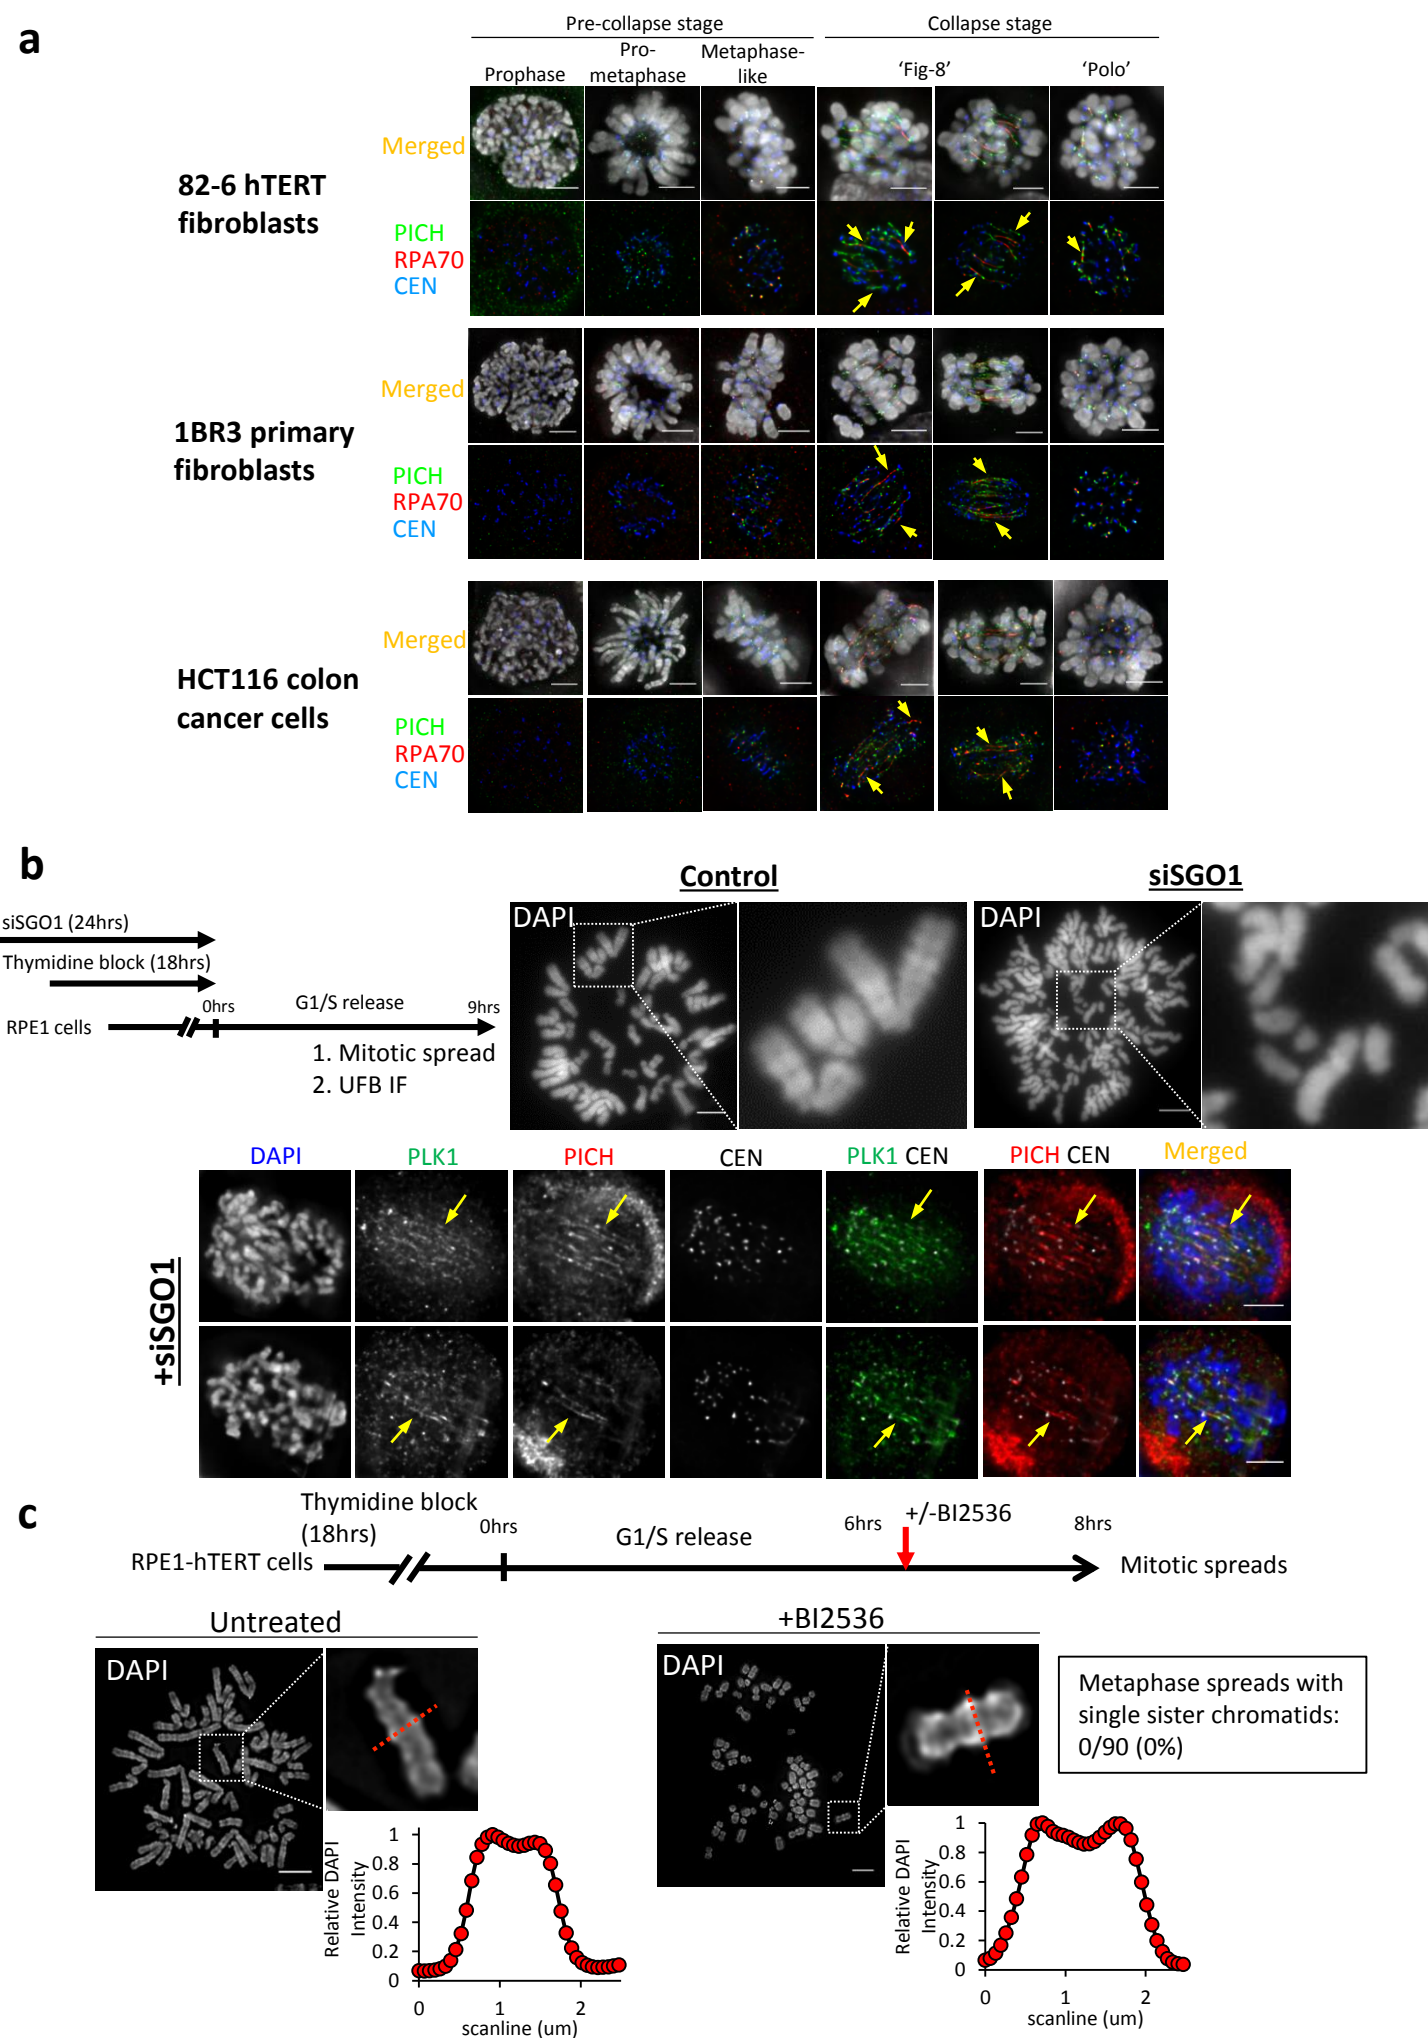 a
Pre-collapse stage
Collapse stage
Prophase
Pro-
metaphase
Metaphase-
like
‘Fig-8’
‘Polo’
82-6 hTERT
fibroblasts
Merged
PICH
RPA70
CEN
1BR3 primary
fibroblasts
Merged
PICH
RPA70
CEN
HCT116 colon
cancer cells
Merged
PICH
RPA70
CEN
b
siSGO1 (24hrs)
Thymidine block (18hrs)
RPE1 cells
0hrs
G1/S release
9hrs
1. Mitotic spread
2. UFB IF
Control
siSGO1
DAPI
DAPI
DAPI
PLK1
PICH
CEN
PLK1 CEN
PICH CEN
Merged
+siSGO1
c
Thymidine block
(18hrs)
RPE1-hTERT cells
0hrs
G1/S release
6hrs
+/-BI2536
8hrs
Mitotic spreads
Untreated
DAPI
+BI2536
DAPI
Metaphase spreads with
single sister chromatids:
0/90 (0%)
Relative DAPI
Intensity
1
0.8
0.6
0.4
0.2
0
0
1
2
scanline (um)
Relative DAPI
Intensity
1
0.8
0.6
0.4
0.2
0
0
1
2
scanline (um)